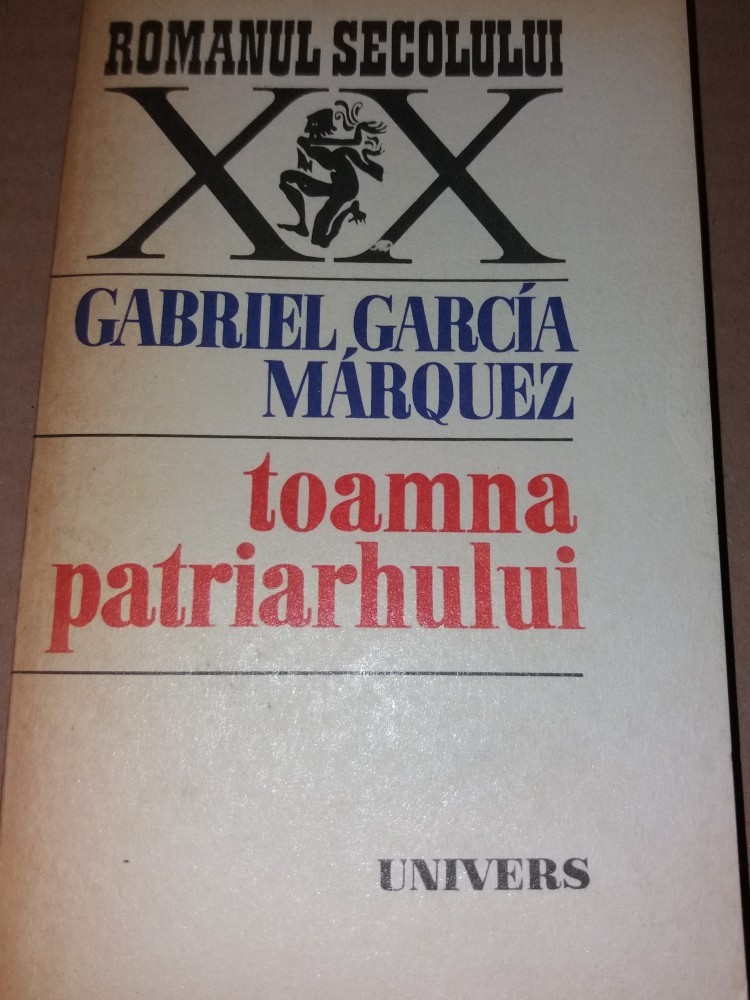 ROMANUL SECOLULUI
XX
GABRIEL GARCÍA
MÁRQUEZ
toamna
patriarhului
UNIVERS